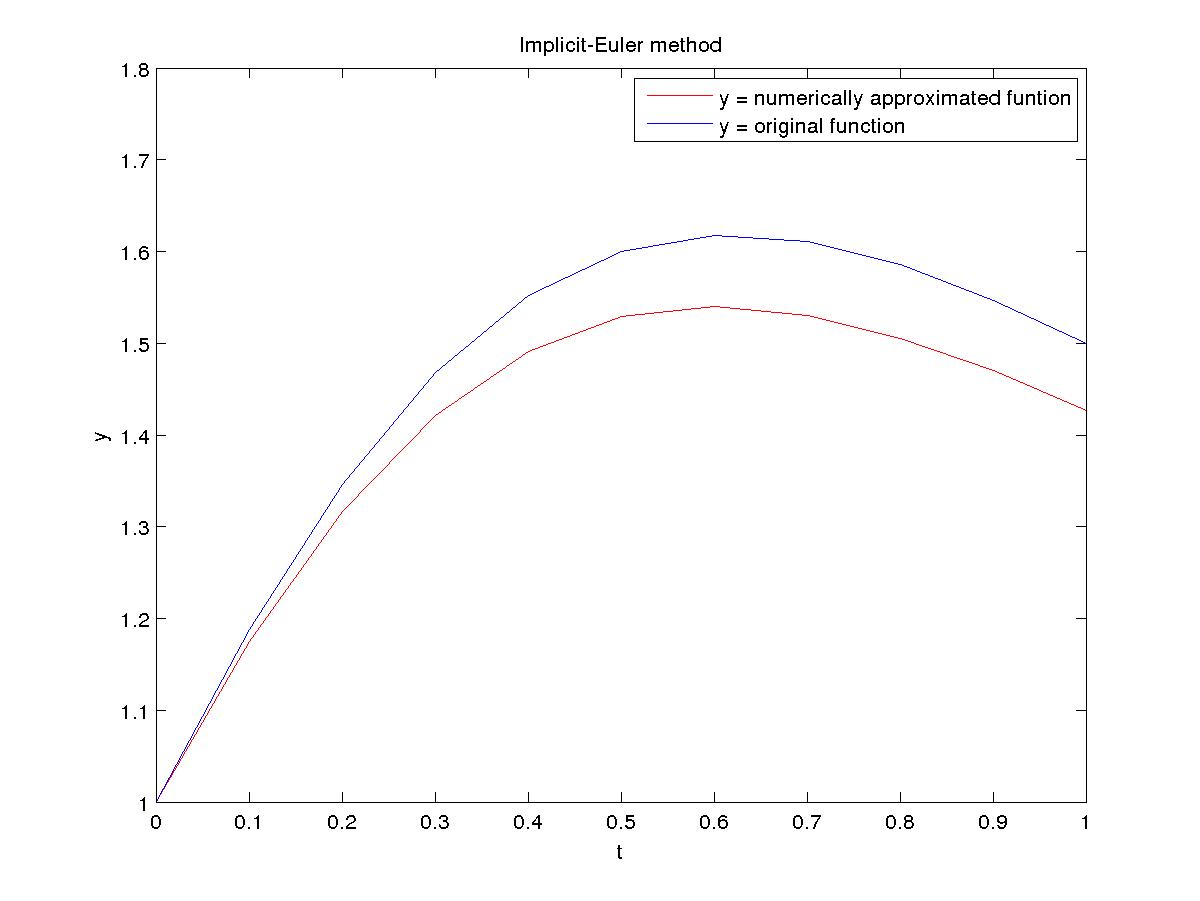 Implicit-Euler method
y = numerically approximated funtion
y = original function
1.8
1.7
1.6
1.5
1.4
1.3
1.2
1.1
1
y
0 0.1 0.2 0.3 0.4 0.5 0.6 0.7 0.8 0.9 1
t